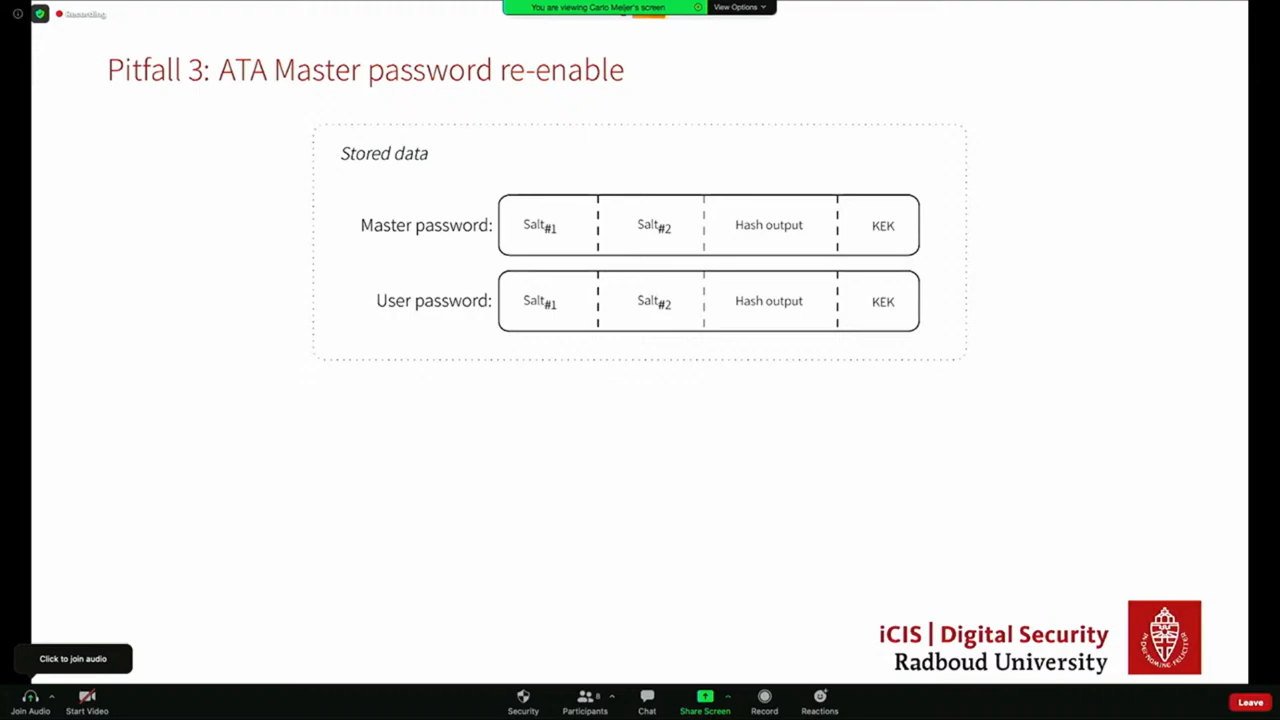 Recording
You are viewing Carlo Meijer's screen
View Options
Pitfall 3: ATA Master password re-enable
Stored data
Master password:
Salt#1
Salt#2
Hash output
KEK
User password:
Salt#1
Salt#2
Hash output
KEK
iCIS | Digital Security
Radboud University
Click to join audio
Join Audio
Start Video
Security
Participants
8
Chat
Share Screen
Record
Reactions
Leave